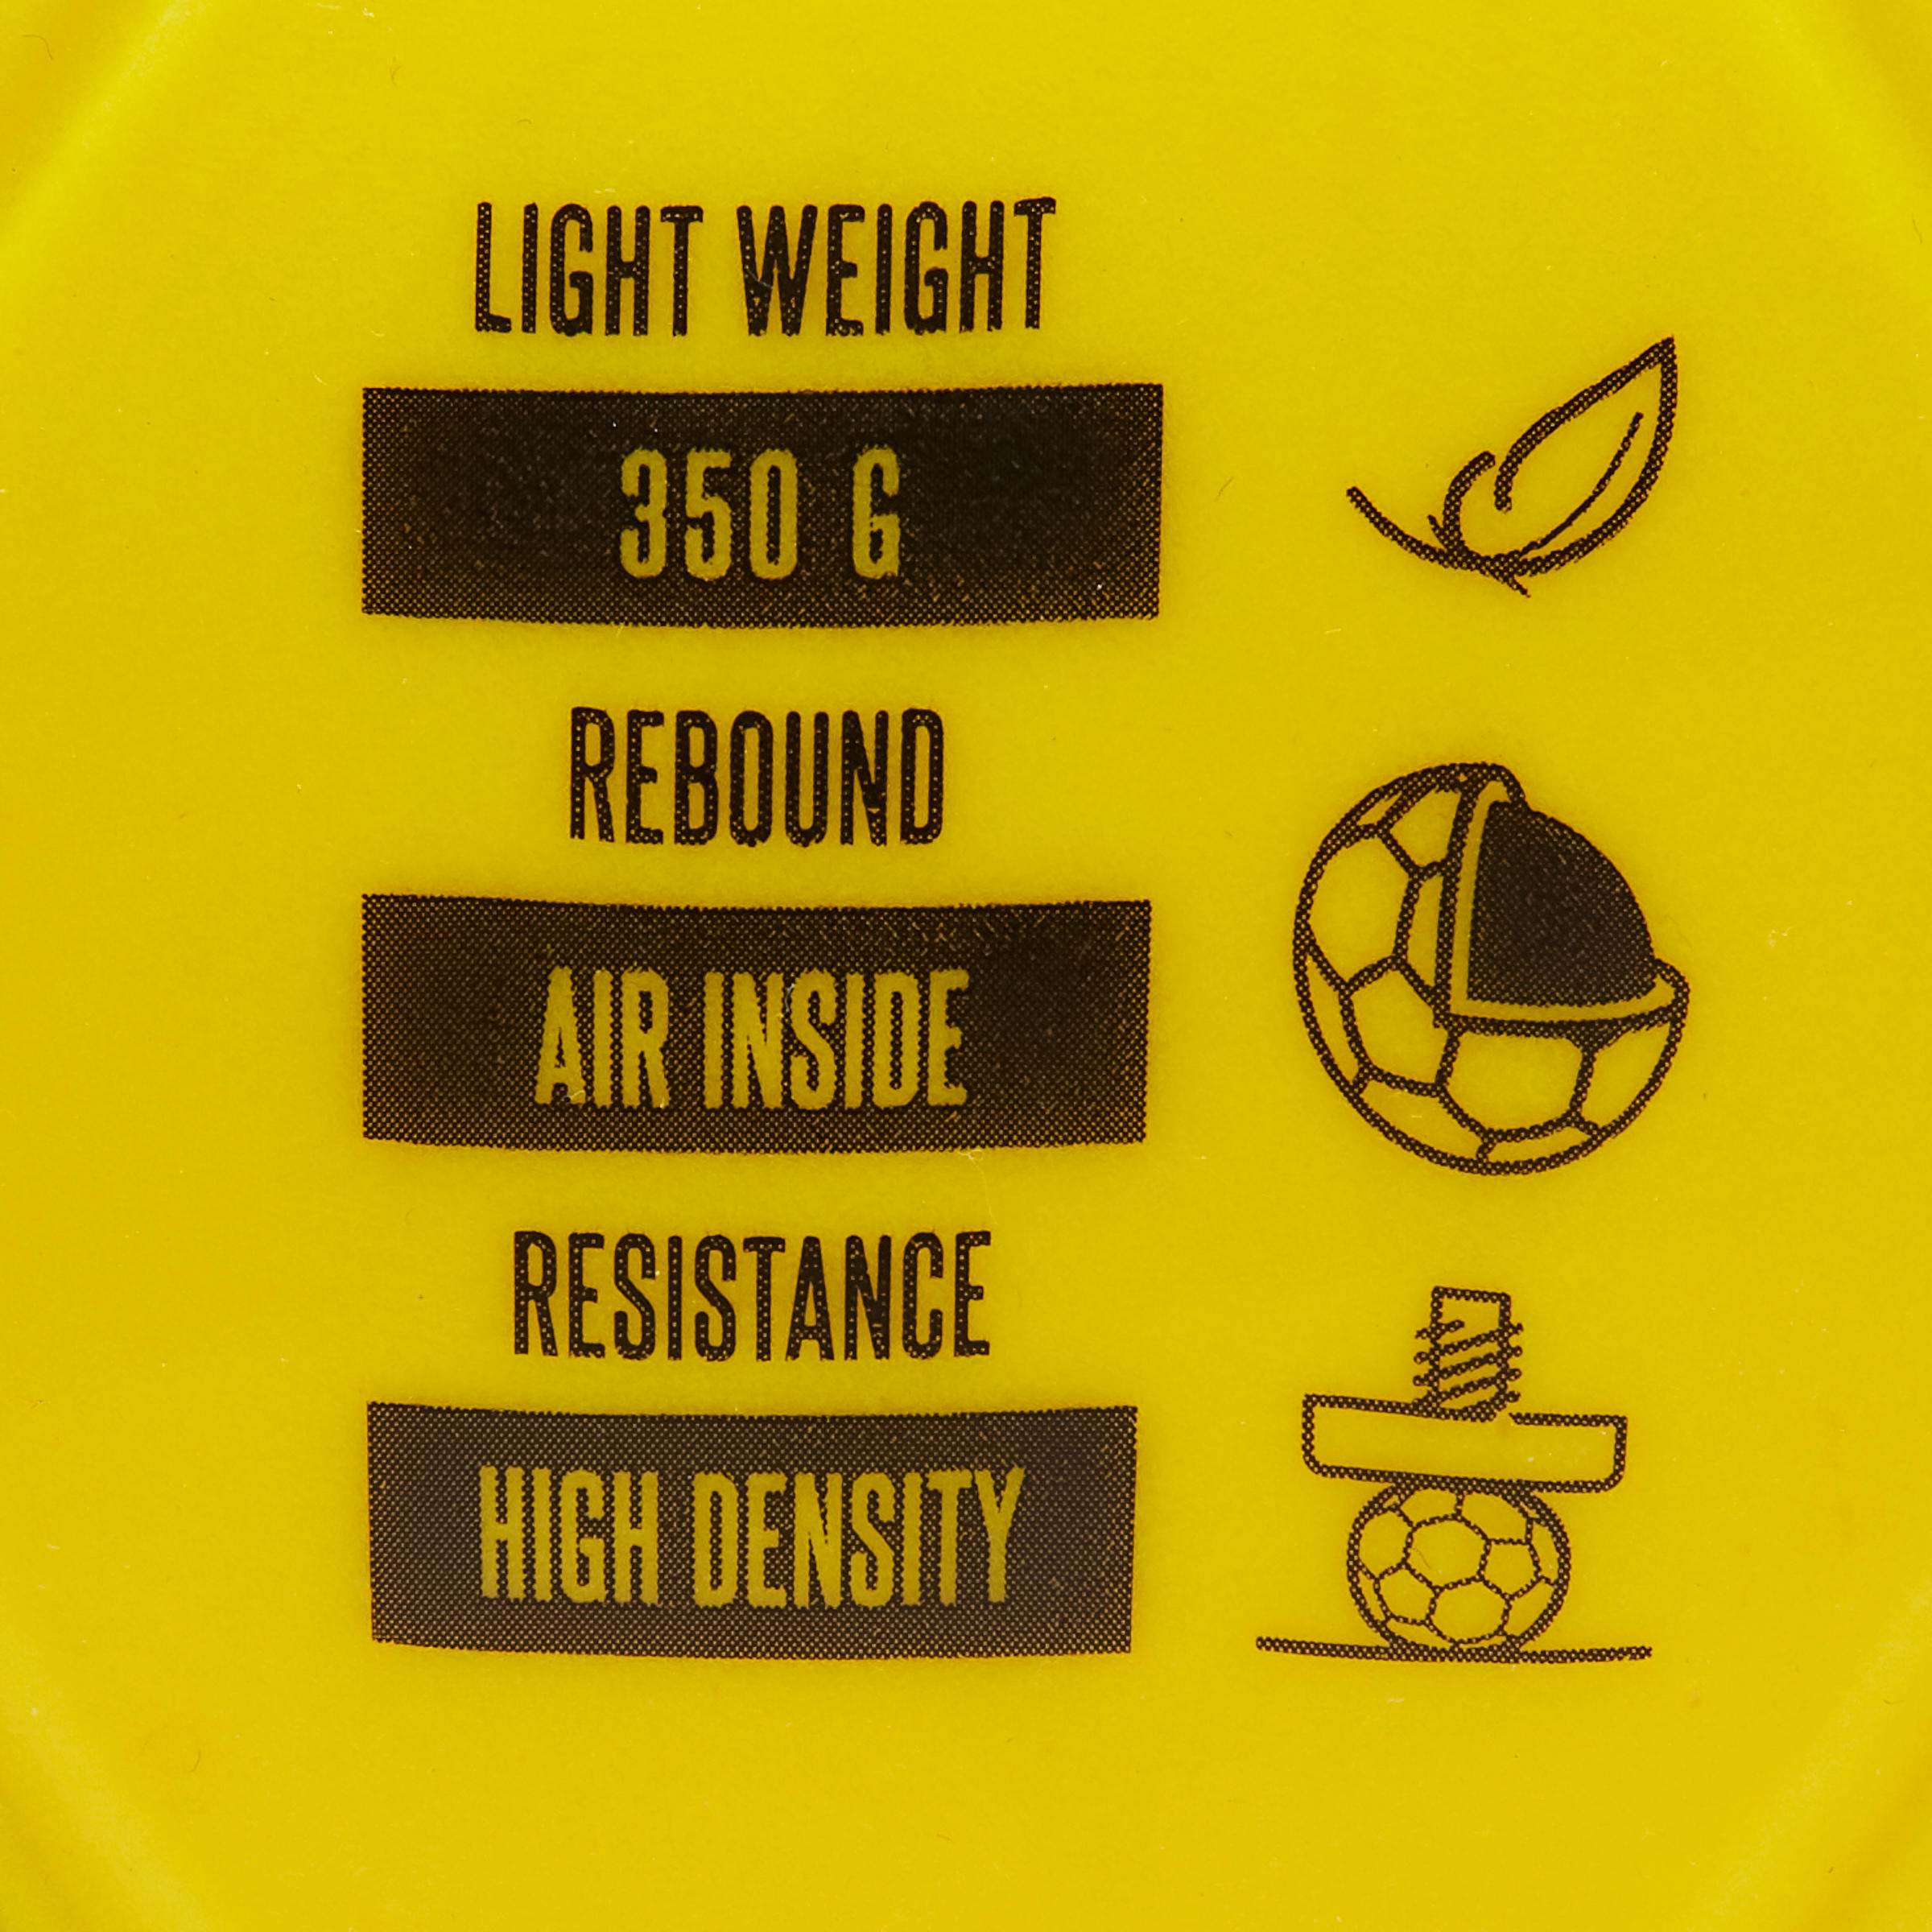 LIGHT WEIGHT
350 G
REBOUND
AIR INSIDE
RESISTANCE
HIGH DENSITY